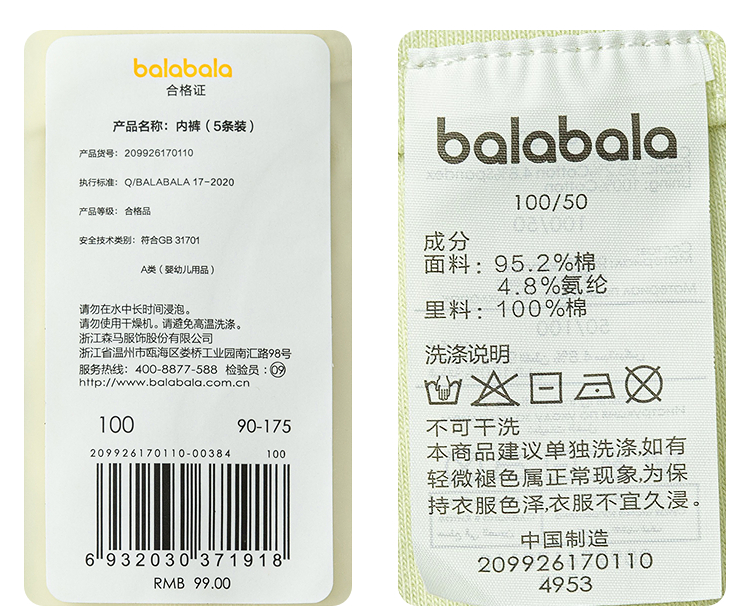 balabala
合格证
产品名称：内裤（5条装）
产品货号：209926170110
执行标准：Q/BALABALA 17-2020
产品等级：合格品
安全技术类别：符合GB 31701
A类（婴幼儿用品）
请勿在水中长时间浸泡。
请勿使用干燥机。请避免高温洗涤。
浙江森马服饰股份有限公司
浙江省温州市瓯海区娄桥工业园南汇路98号
服务热线：400-8877-588 检验员：09
http://www.balabala.com.cn
100 90-175
209926170110-00384 100
6 932030 371918
RMB 99.00
balabala
100/50
成分
面料：95.2%棉
4.8%氨纶
里料：100%棉
洗涤说明
不可干洗
本商品建议单独洗涤,如有
轻微褪色属正常现象,为保
持衣服色泽,衣服不宜久浸。
中国制造
209926170110
4953